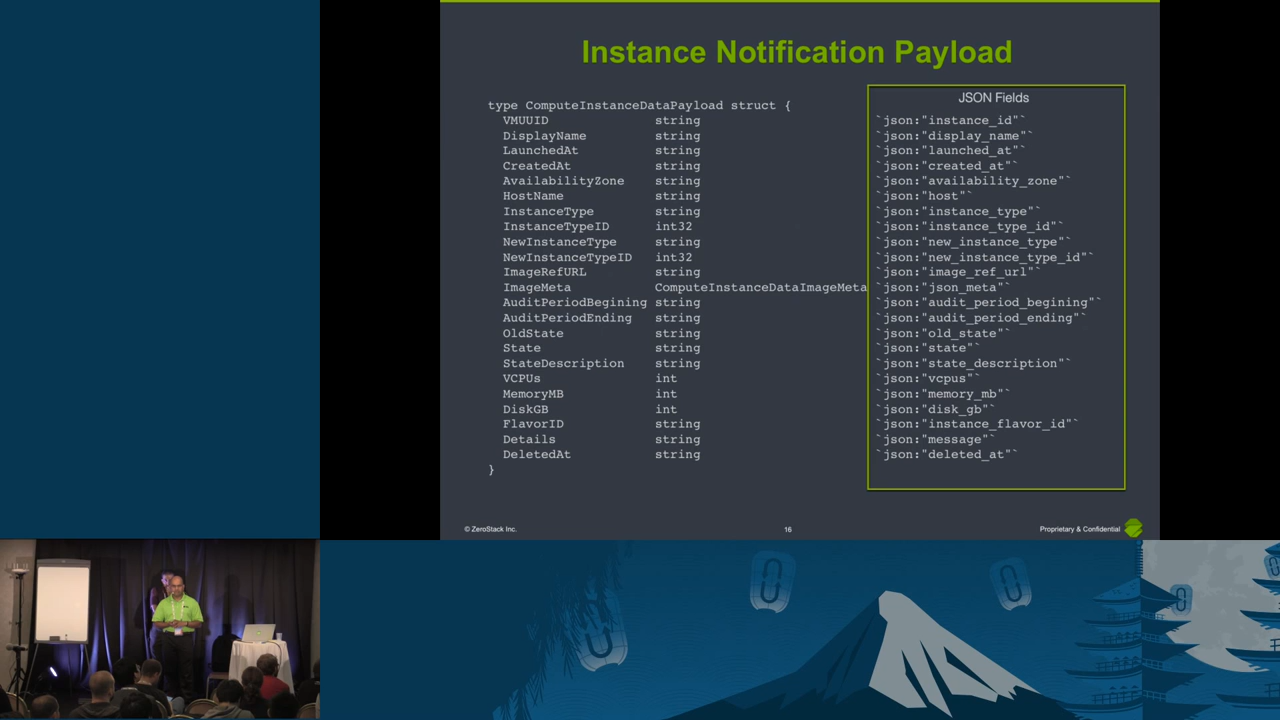 Instance Notification Payload
JSON Fields
type ComputeInstanceDataPayload struct {
VMUUID string `json:"instance_id"`
DisplayName string `json:"display_name"`
LaunchedAt string `json:"launched_at"`
CreatedAt string `json:"created_at"`
AvailabilityZone string `json:"availability_zone"`
HostName string `json:"host"`
InstanceType string `json:"instance_type"`
InstanceTypeID int32 `json:"instance_type_id"`
NewInstanceType string `json:"new_instance_type"`
NewInstanceTypeID int32 `json:"new_instance_type_id"`
ImageRefURL string `json:"image_ref_url"`
ImageMeta ComputeInstanceDataImageMeta `json:"json_meta"`
AuditPeriodBegining string `json:"audit_period_begining"`
AuditPeriodEnding string `json:"audit_period_ending"`
OldState string `json:"old_state"`
State string `json:"state"`
StateDescription string `json:"state_description"`
VCPUs int `json:"vcpus"`
MemoryMB int `json:"memory_mb"`
DiskGB int `json:"disk_gb"`
FlavorID string `json:"instance_flavor_id"`
Details string `json:"message"`
DeletedAt string `json:"deleted_at"`
}
© ZeroStack Inc. 16 Proprietary & Confidential